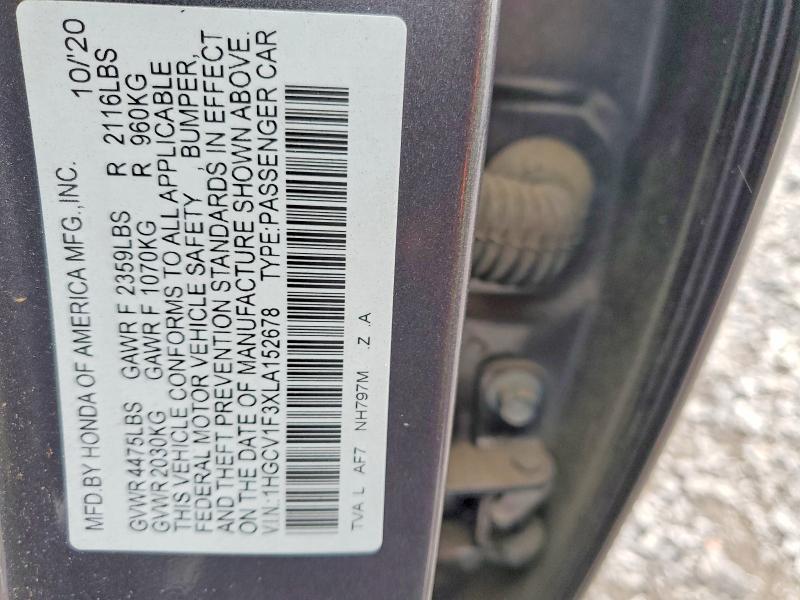 MFD.BY HONDA OF AMERICA MFG.,INC. 10/'20
GVWR 4475LBS GAWR F 2359LBS R 2116LBS
GVWR 2030KG GAWR F 1070KG R 960KG
THIS VEHICLE CONFORMS TO ALL APPLICABLE
FEDERAL MOTOR VEHICLE SAFETY , BUMPER,
AND THEFT PREVENTION STANDARDS IN EFFECT
ON THE DATE OF MANUFACTURE SHOWN ABOVE.
VIN:1HGCV1F3XLA152678 TYPE:PASSENGER CAR
TVA L AF7 NH797M .Z .A